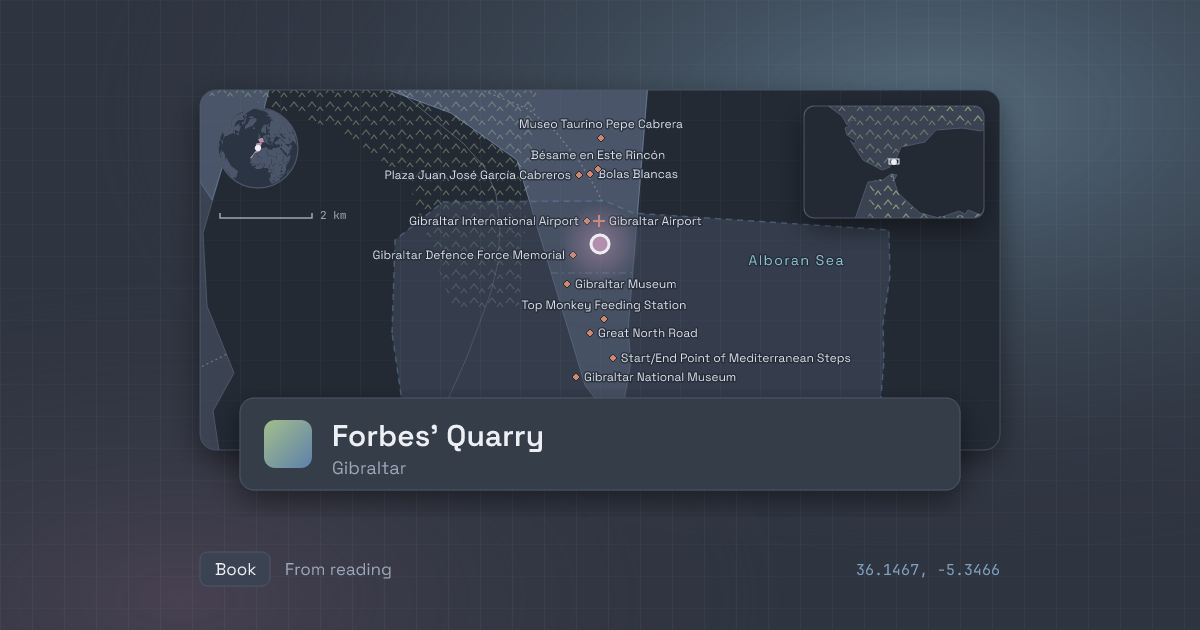 Museo Taurino Pepe Cabrera
Bésame en Este Rincón
Plaza Juan José García Cabreros
Bolas Blancas
2 km
Gibraltar International Airport
Gibraltar Airport
Gibraltar Defence Force Memorial
Alboran Sea
Gibraltar Museum
Top Monkey Feeding Station
Great North Road
Start/End Point of Mediterranean Steps
Gibraltar National Museum
Forbes’ Quarry
Gibraltar
Book
From reading
36.1467, -5.3466